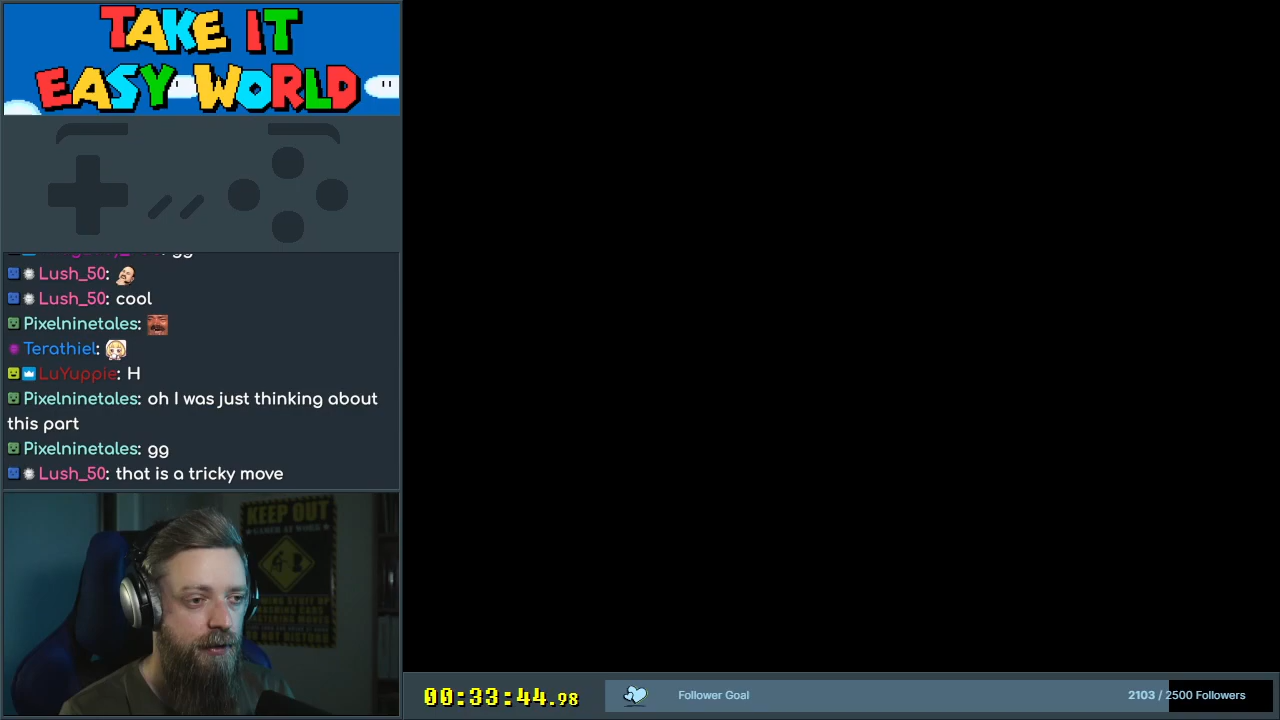 TAKE IT
EASY WORLD
Lush_50:
Lush_50: cool
Pixelninetales:
Terathiel:
LuYuppie: H
Pixelninetales: oh I was just thinking about
this part
Pixelninetales: gg
Lush_50: that is a tricky move
KEEP OUT
00:33:44.98
Follower Goal
2103 / 2500 Followers